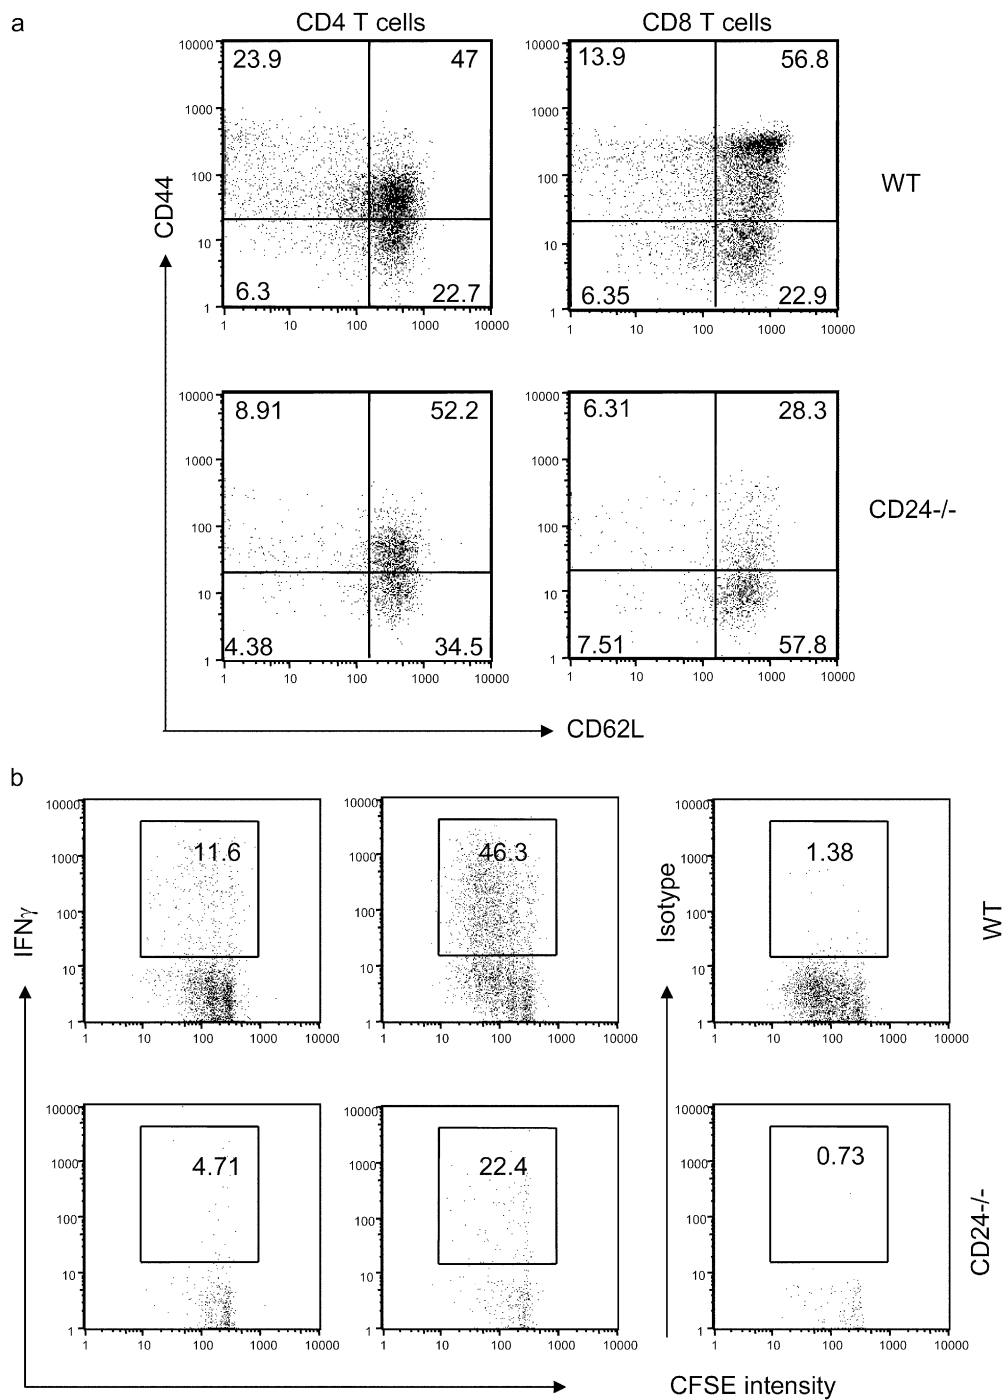 a
CD4 T cells CD8 T cells
10000 23.9 47 10000 13.9 56.8
1000 1000
100 100
10 10
1 6.3 22.7 1 6.35 22.9
1 10 100 1000 10000 1 10 100 1000 10000
CD44
WT
10000 8.91 52.2 10000 6.31 28.3
1000 1000
100 100
10 10
1 4.38 34.5 1 7.51 57.8
1 10 100 1000 10000 1 10 100 1000 10000
CD24-/-
CD62L
b
10000 10000 10000
11.6 46.3 1.38
1000 1000 1000
100 100 100
10 10 10
1 1 1
1 10 100 1000 10000 1 10 100 1000 10000 1 10 100 1000 10000
IFNγ
Isotype
WT
10000 10000 10000
4.71 22.4 0.73
1000 1000 1000
100 100 100
10 10 10
1 1 1
1 10 100 1000 10000 1 10 100 1000 10000 1 10 100 1000 10000
CD24-/-
CFSE intensity